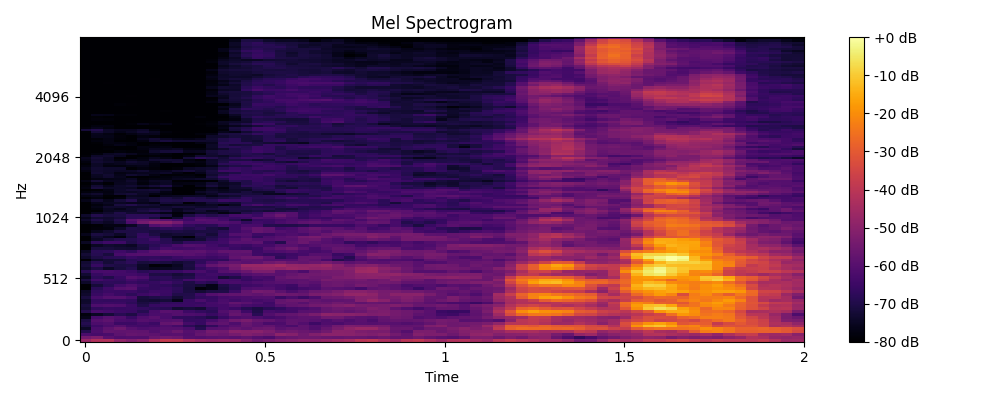 Mel Spectrogram
Hz
4096
2048
1024
512
0
0
0.5
1
1.5
2
Time
+0 dB
-10 dB
-20 dB
-30 dB
-40 dB
-50 dB
-60 dB
-70 dB
-80 dB